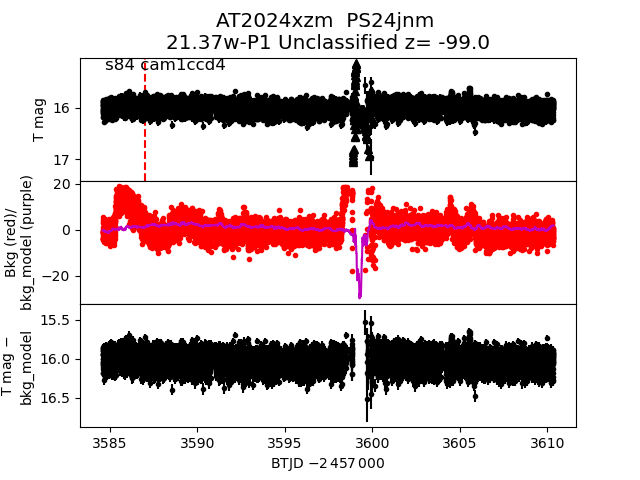 AT2024xzm  PS24jnm
21.37w-P1 Unclassified z= -99.0
s84 cam1ccd4
T mag
16
17
Bkg (red)/
bkg_model (purple)
20
0
−20
T mag −
bkg_model
15.5
16.0
16.5
3585 3590 3595 3600 3605 3610
BTJD −2 457 000